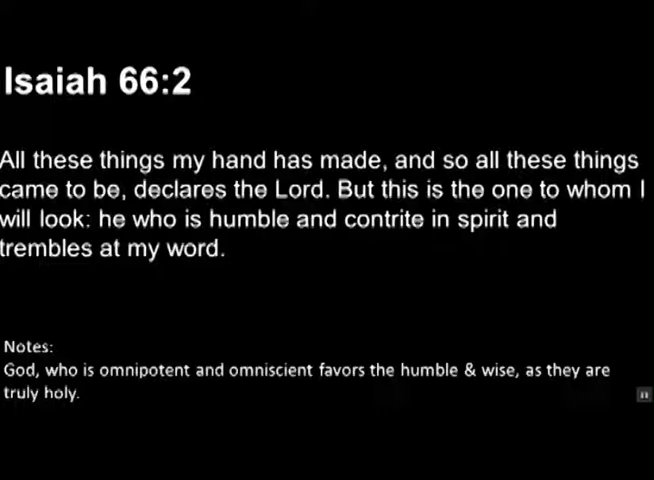 Isaiah 66:2
All these things my hand has made, and so all these things
came to be, declares the Lord. But this is the one to whom I
will look: he who is humble and contrite in spirit and
trembles at my word.
Notes:
God, who is omnipotent and omniscient favors the humble & wise, as they are
truly holy.